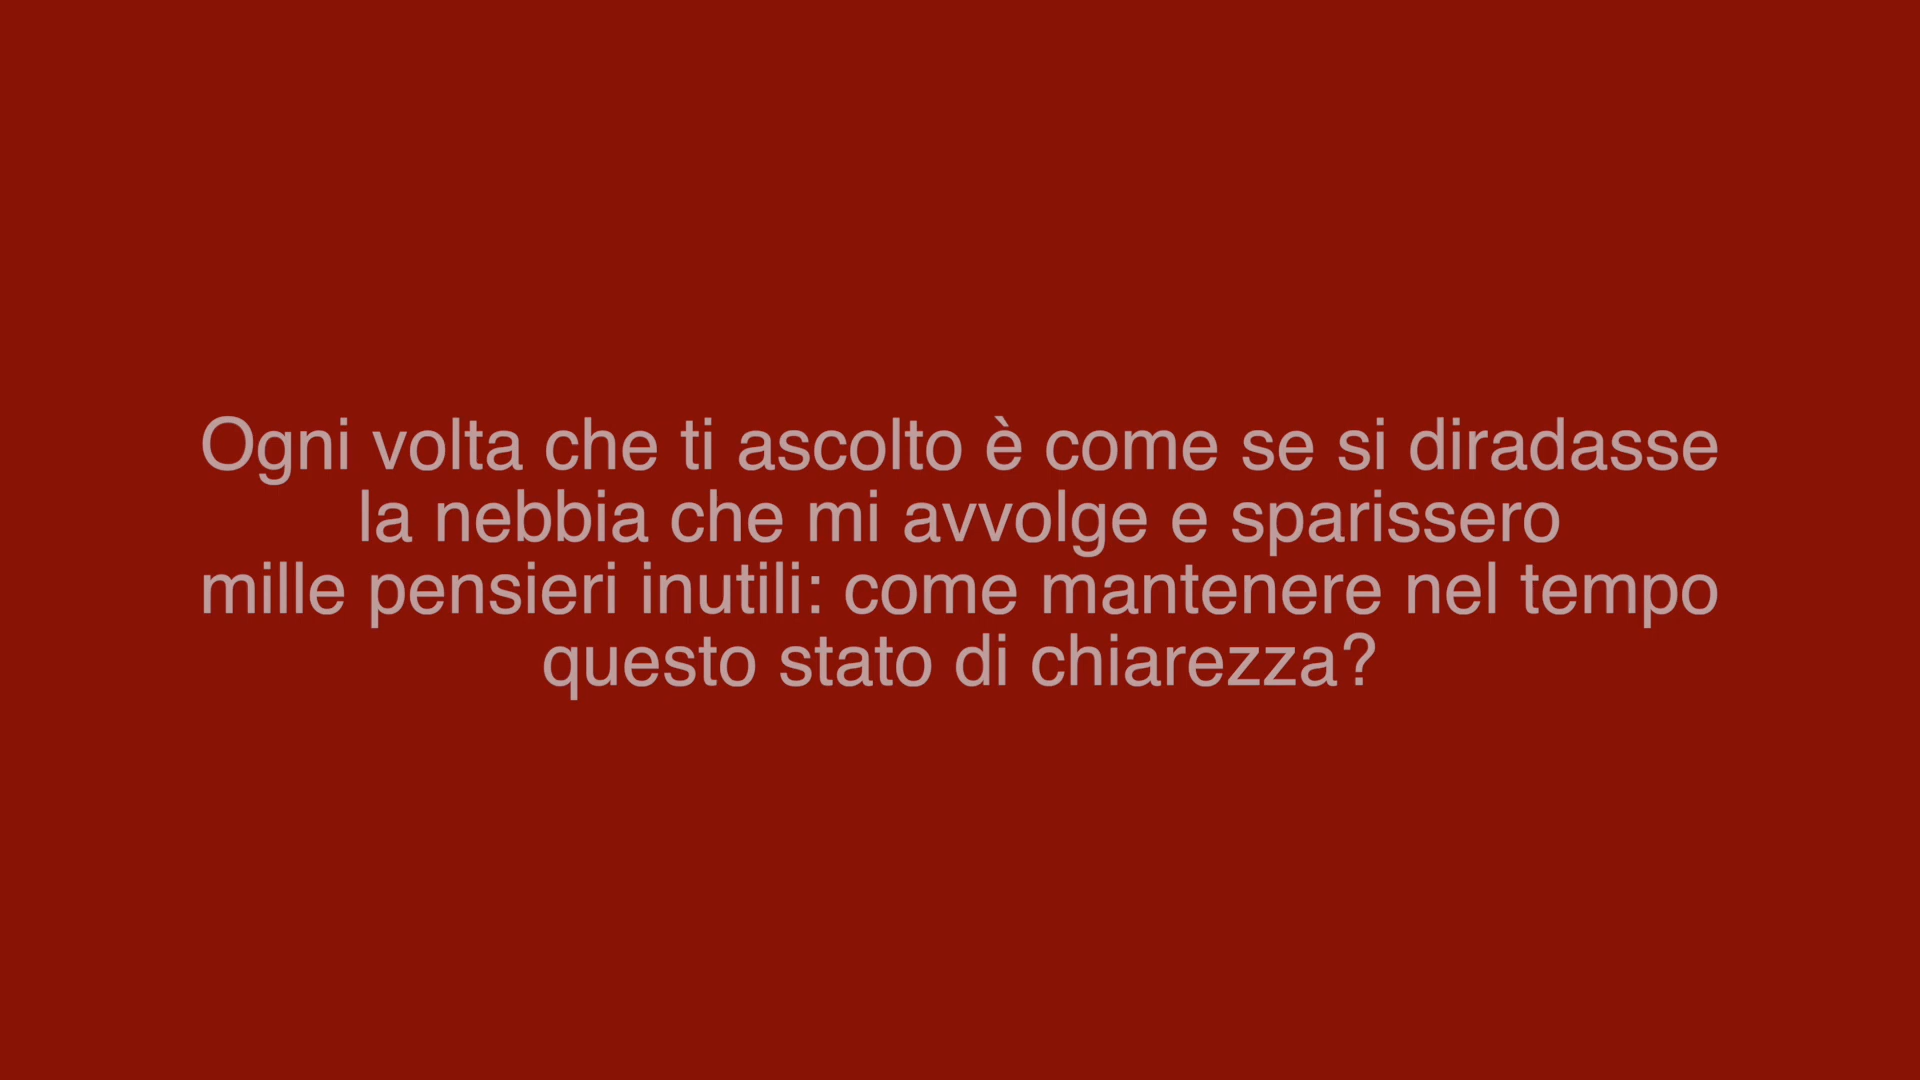 Ogni volta che ti ascolto è come se si diradasse
la nebbia che mi avvolge e sparissero
mille pensieri inutili: come mantenere nel tempo
questo stato di chiarezza?